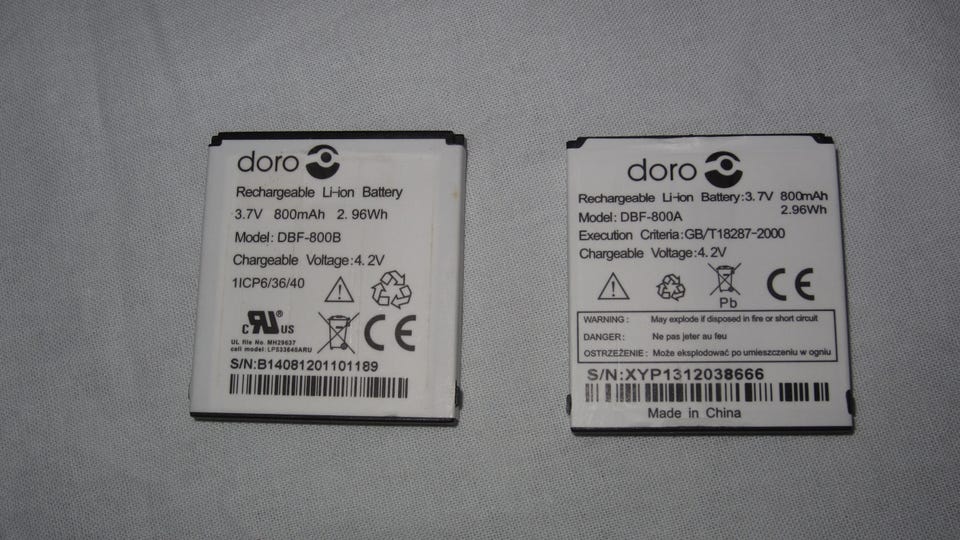 doro
Rechargeable Li-ion Battery
3.7V 800mAh 2.96Wh
Model: DBF-800B
Chargeable Voltage:4.2V
1ICP6/36/40
c RU US
UL file No. MH29637
cell model: LP533640ARU
CE
S/N:B14081201101189
doro
Rechargeable Li-ion Battery:3.7V 800mAh
2.96Wh
Model: DBF-800A
Execution Criteria:GB/T18287-2000
Chargeable Voltage:4.2V
Pb
CE
WARNING : May explode if disposed in fire or short circuit
DANGER : Ne pas jeter au feu
OSTRZEŻENIE : Może eksplodować po umieszczeniu w ogniu
S/N:XYP1312038666
Made in China